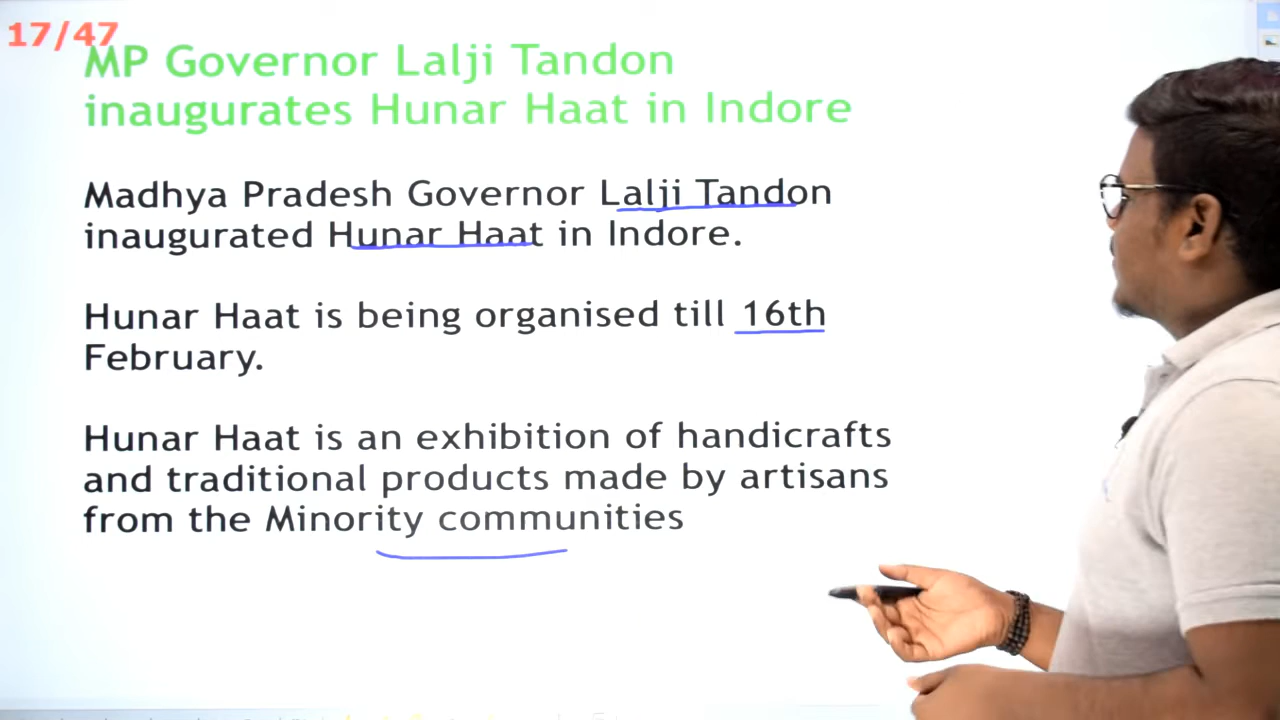 17/47
MP Governor Lalji Tandon
inaugurates Hunar Haat in Indore
Madhya Pradesh Governor Lalji Tandon
inaugurated Hunar Haat in Indore.
Hunar Haat is being organised till 16th
February.
Hunar Haat is an exhibition of handicrafts
and traditional products made by artisans
from the Minority communities